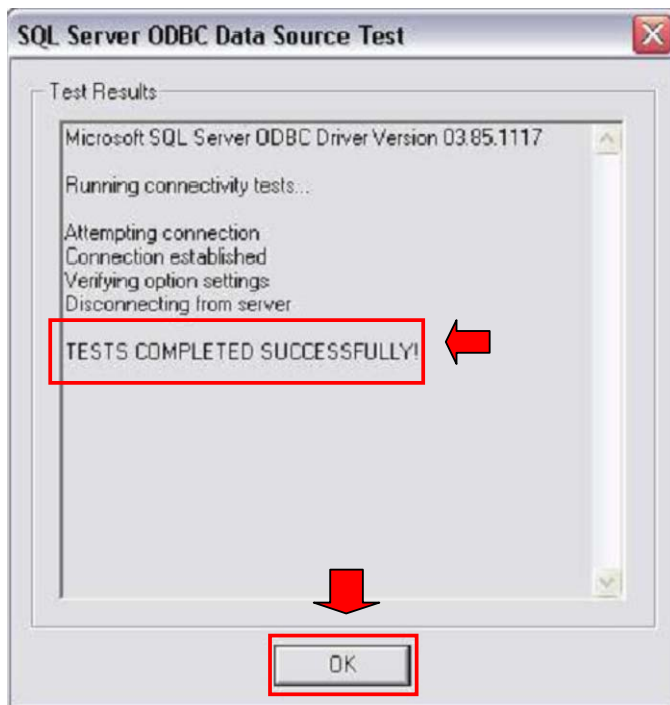 SQL Server ODBC Data Source Test
Test Results
Microsoft SQL Server ODBC Driver Version 03.85.1117
Running connectivity tests...
Attempting connection
Connection established
Verifying option settings
Disconnecting from server
TESTS COMPLETED SUCCESSFULLY!
OK